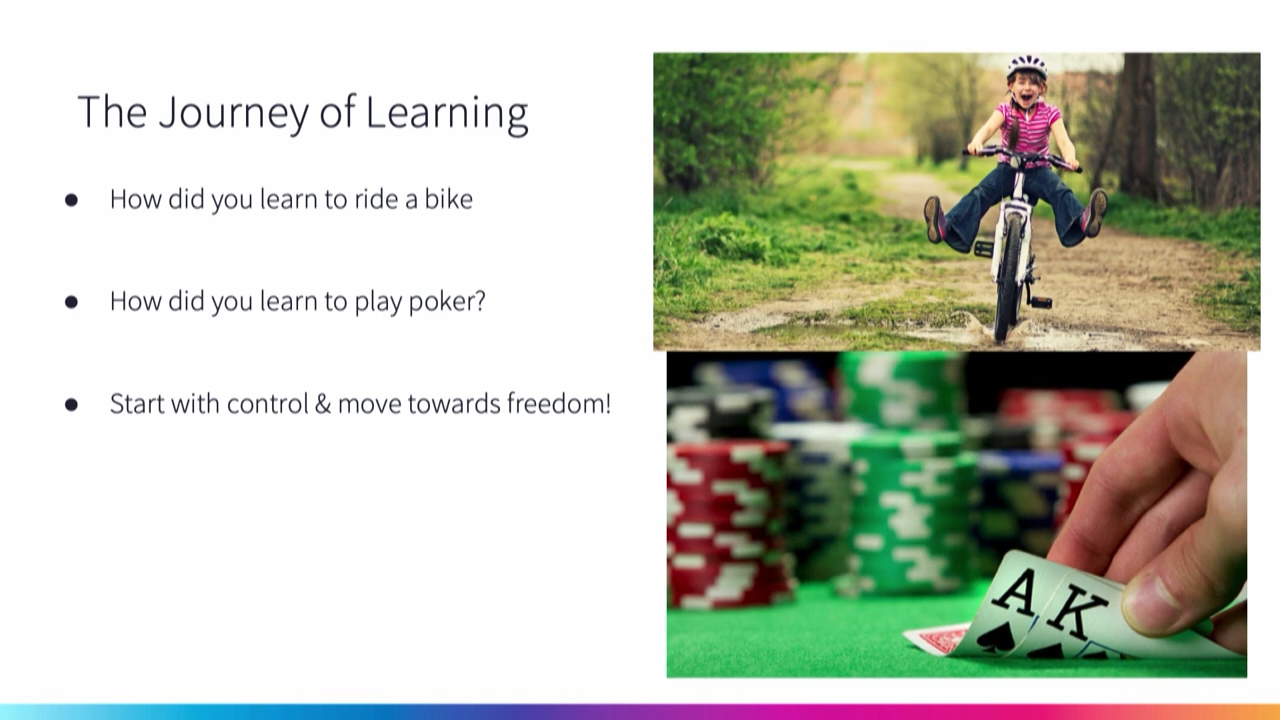 The Journey of Learning
● How did you learn to ride a bike
● How did you learn to play poker?
● Start with control & move towards freedom!
A K